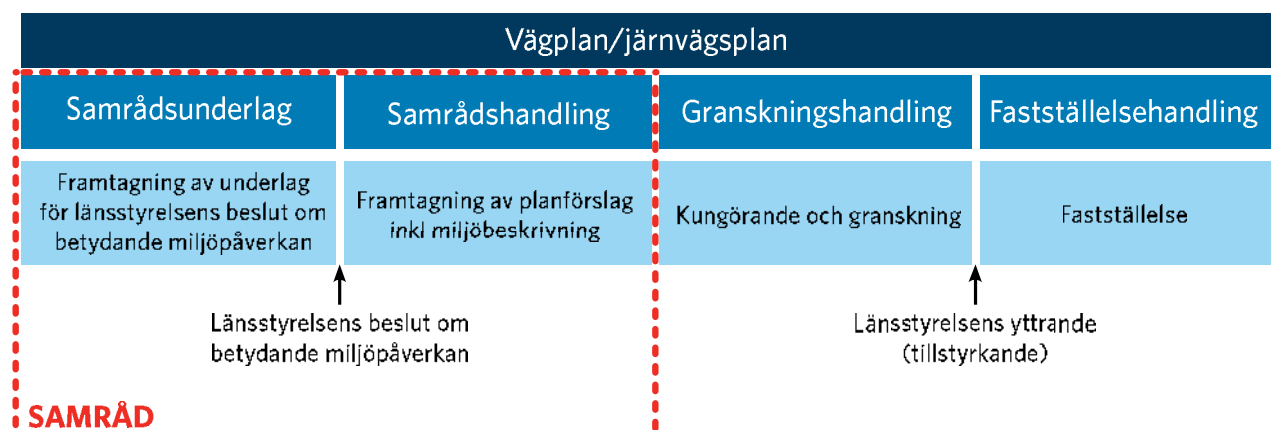 Vägplan/järnvägsplan
Samrådsunderlag
Samrådshandling
Granskningshandling
Fastställelsehandling
Framtagning av underlag
för länsstyrelsens beslut om
betydande miljöpåverkan
Framtagning av planförslag
inkl miljöbeskrivning
Kungörande och granskning
Fastställelse
Länsstyrelsens beslut om
betydande miljöpåverkan
Länsstyrelsens yttrande
(tillstyrkande)
SAMRÅD